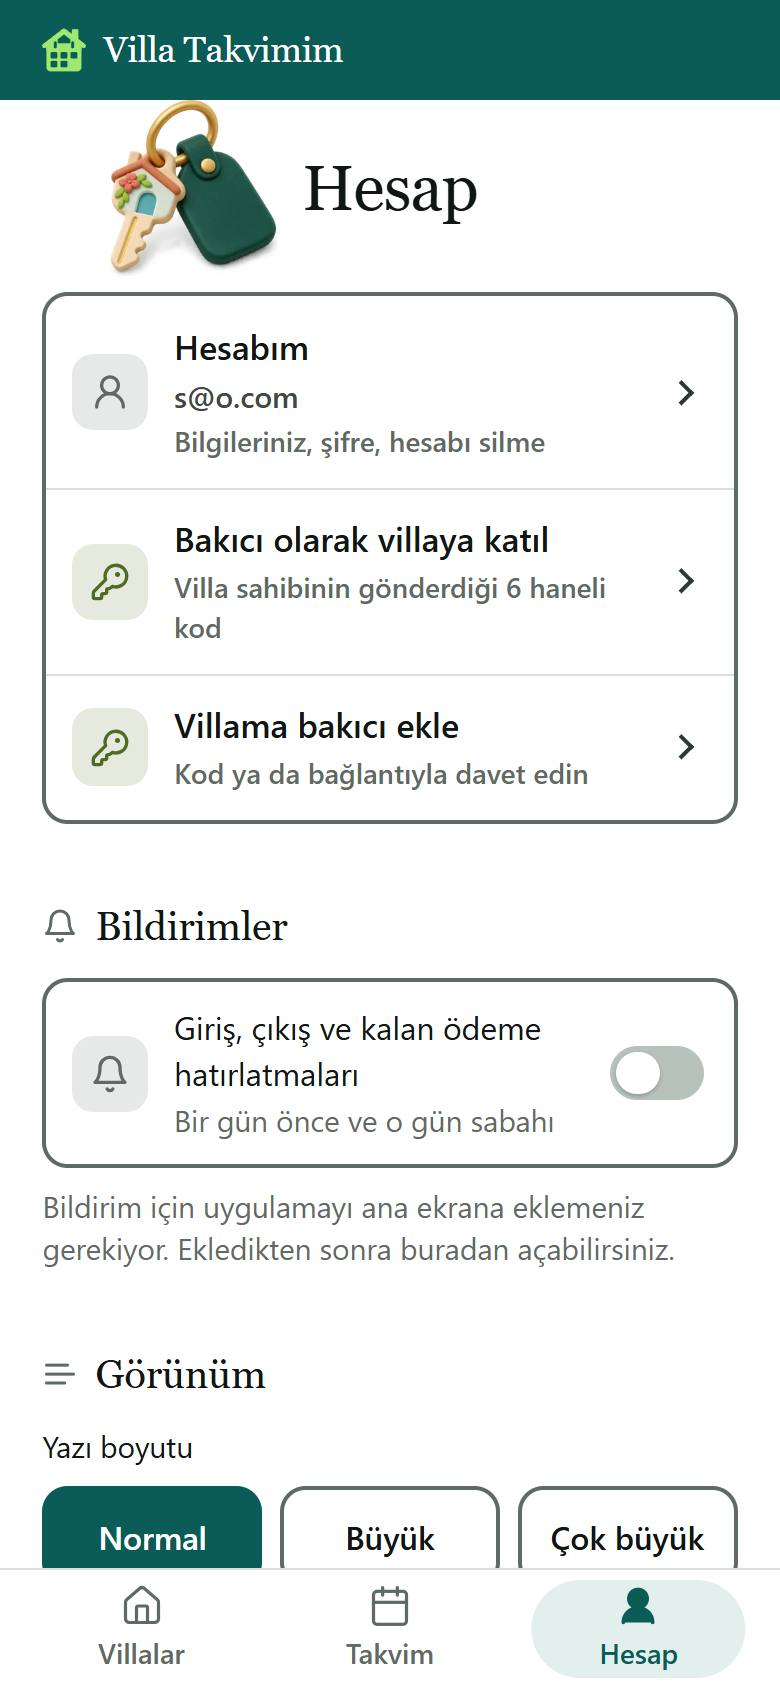 Villa Takvimim
Hesap
Hesabım
s@o.com
Bilgileriniz, şifre, hesabı silme
Bakıcı olarak villaya katıl
Villa sahibinin gönderdiği 6 haneli
kod
Villama bakıcı ekle
Kod ya da bağlantıyla davet edin
Bildirimler
Giriş, çıkış ve kalan ödeme
hatırlatmaları
Bir gün önce ve o gün sabahı
Bildirim için uygulamayı ana ekrana eklemeniz
gerekiyor. Ekledikten sonra buradan açabilirsiniz.
Görünüm
Yazı boyutu
Normal
Büyük
Çok büyük
Villalar
Takvim
Hesap